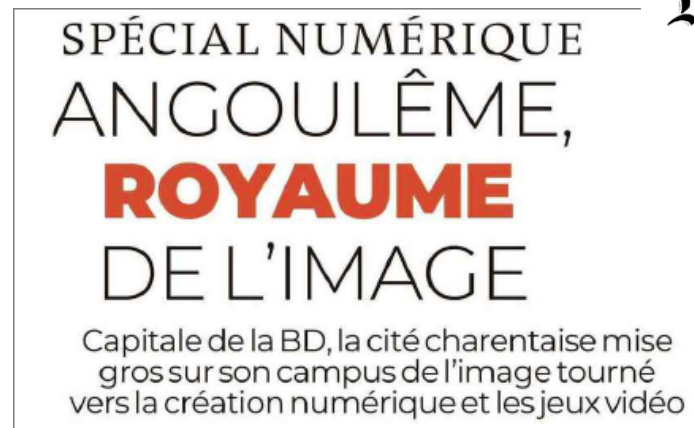 SPÉCIAL NUMÉRIQUE
ANGOULÊME,
ROYAUME
DE L’IMAGE
Capitale de la BD, la cité charentaise mise
gros sur son campus de l’image tourné
vers la création numérique et les jeux vidéo